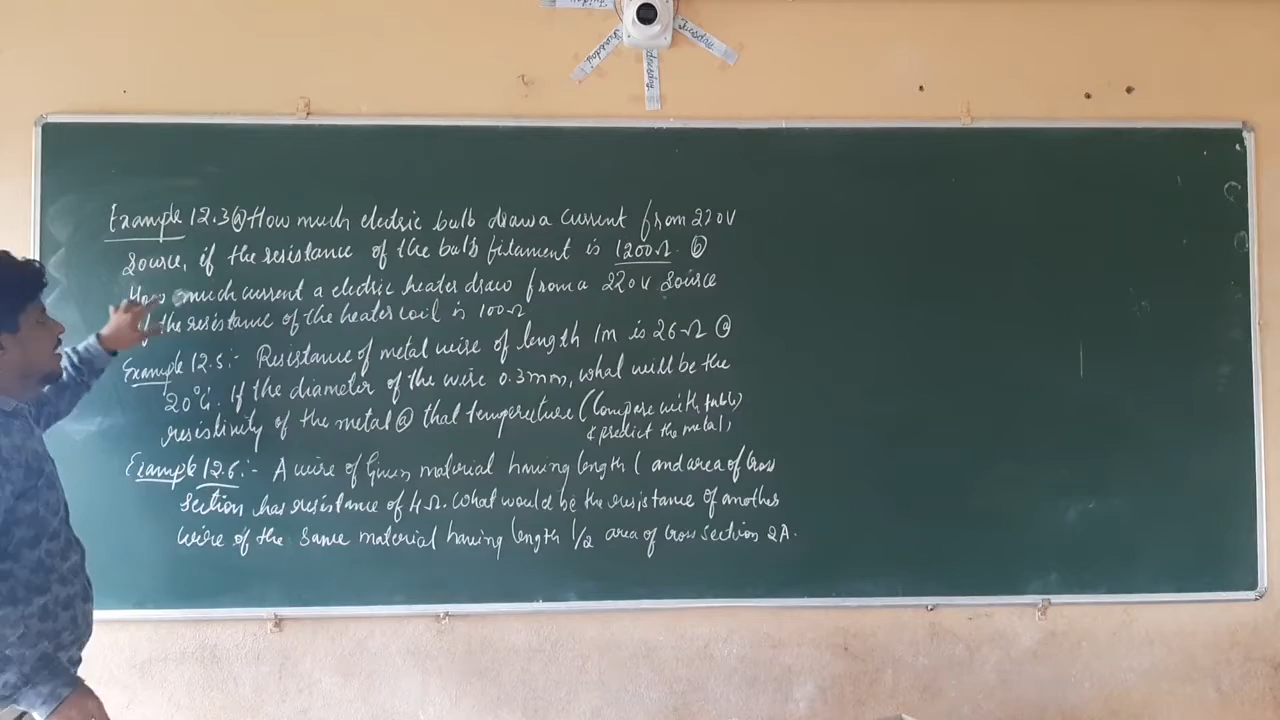 Thursday
Wednesday
Tuesday
Example 12.3 ⓐ How much electric bulb draw a current from 220V
source, if the resistance of the bulb filament is 1200Ω. ⓑ
How much current a electric heater draw from a 220V source
if the resistance of the heater coil is 100Ω
Example 12.5:- Resistance of metal wire of length 1m is 26Ω @
20°C. If the diameter of the wire 0.3mm, what will be the
resistivity of the metal @ that temperature (Compare with table
& predict the metal)
Example 12.6:- A wire of Given material having length l and area of Cross
section has resistance of 4Ω. What would be the resistance of another
wire of the same material having length l/2 area of cross section 2A.